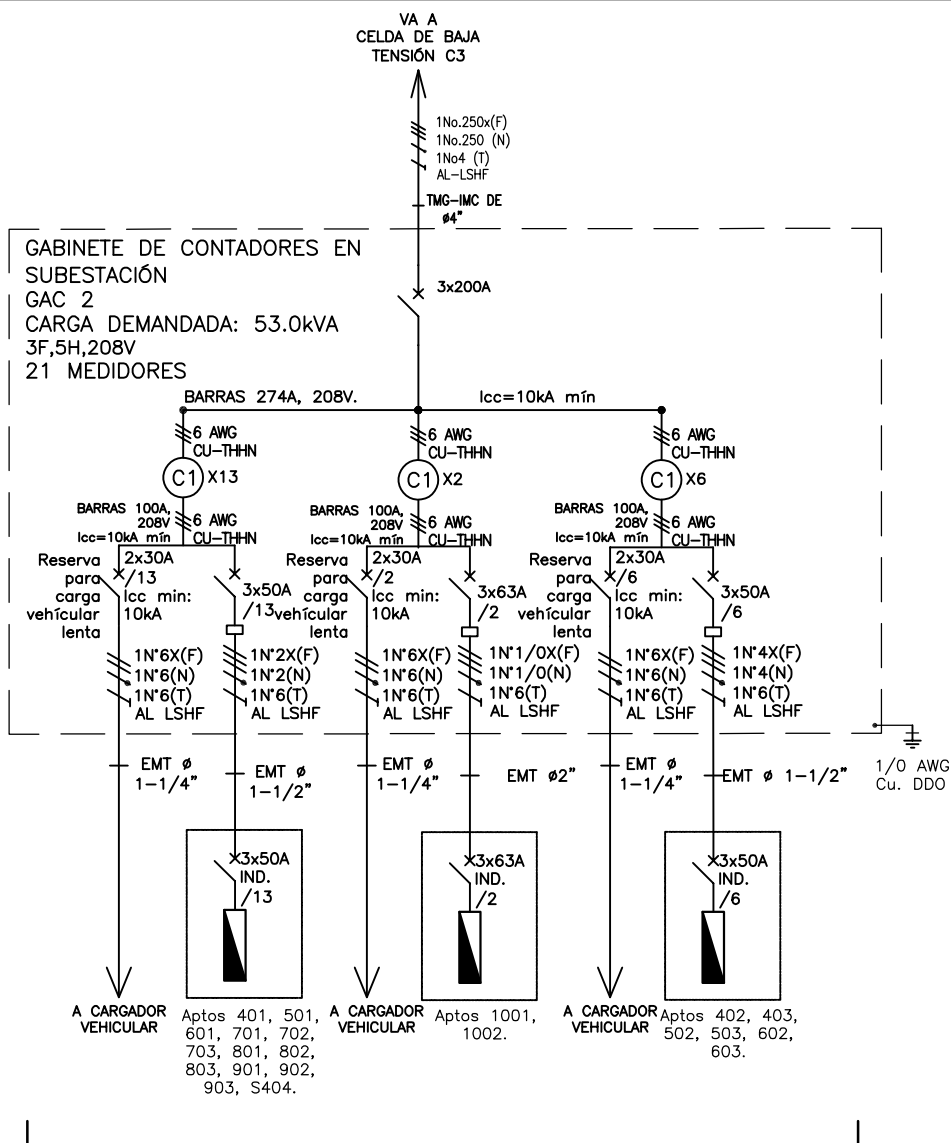 VA A
CELDA DE BAJA
TENSIÓN C3
1No.250x(F)
1No.250 (N)
1No4 (T)
AL-LSHF
TMG-IMC DE
ø4"
GABINETE DE CONTADORES EN
SUBESTACIÓN
GAC 2
CARGA DEMANDADA: 53.0kVA
3F,5H,208V
21 MEDIDORES
3x200A
BARRAS 274A, 208V.
Icc=10kA mín
6 AWG
CU-THHN
C1 X13
BARRAS 100A,
208V
Icc=10kA mín
6 AWG
CU-THHN
Reserva
para
carga
vehícular
lenta
2x30A
/13
Icc min:
10kA
3x50A
/13
1N°6X(F)
1N°6(N)
1N°6(T)
AL LSHF
1N°2X(F)
1N°2(N)
1N°6(T)
AL LSHF
EMT ø
1-1/4"
EMT ø
1-1/2"
3x50A
IND.
/13
A CARGADOR
VEHICULAR
Aptos 401, 501,
601, 701, 702,
703, 801, 802,
803, 901, 902,
903, S404.
6 AWG
CU-THHN
C1 X2
BARRAS 100A,
208V
Icc=10kA mín
6 AWG
CU-THHN
Reserva
para
carga
vehícular
lenta
2x30A
/2
Icc min:
10kA
3x63A
/2
1N°6X(F)
1N°6(N)
1N°6(T)
AL LSHF
1N°1/0X(F)
1N°1/0(N)
1N°6(T)
AL LSHF
EMT ø
1-1/4"
EMT ø2"
3x63A
IND.
/2
A CARGADOR
VEHICULAR
Aptos 1001,
1002.
6 AWG
CU-THHN
C1 X6
BARRAS 100A,
208V
Icc=10kA mín
6 AWG
CU-THHN
Reserva
para
carga
vehícular
lenta
2x30A
/6
Icc min:
10kA
3x50A
/6
1N°6X(F)
1N°6(N)
1N°6(T)
AL LSHF
1N°4X(F)
1N°4(N)
1N°6(T)
AL LSHF
EMT ø
1-1/4"
EMT ø 1-1/2"
3x50A
IND.
/6
A CARGADOR
VEHICULAR
Aptos 402, 403,
502, 503, 602,
603.
1/0 AWG
Cu. DDO